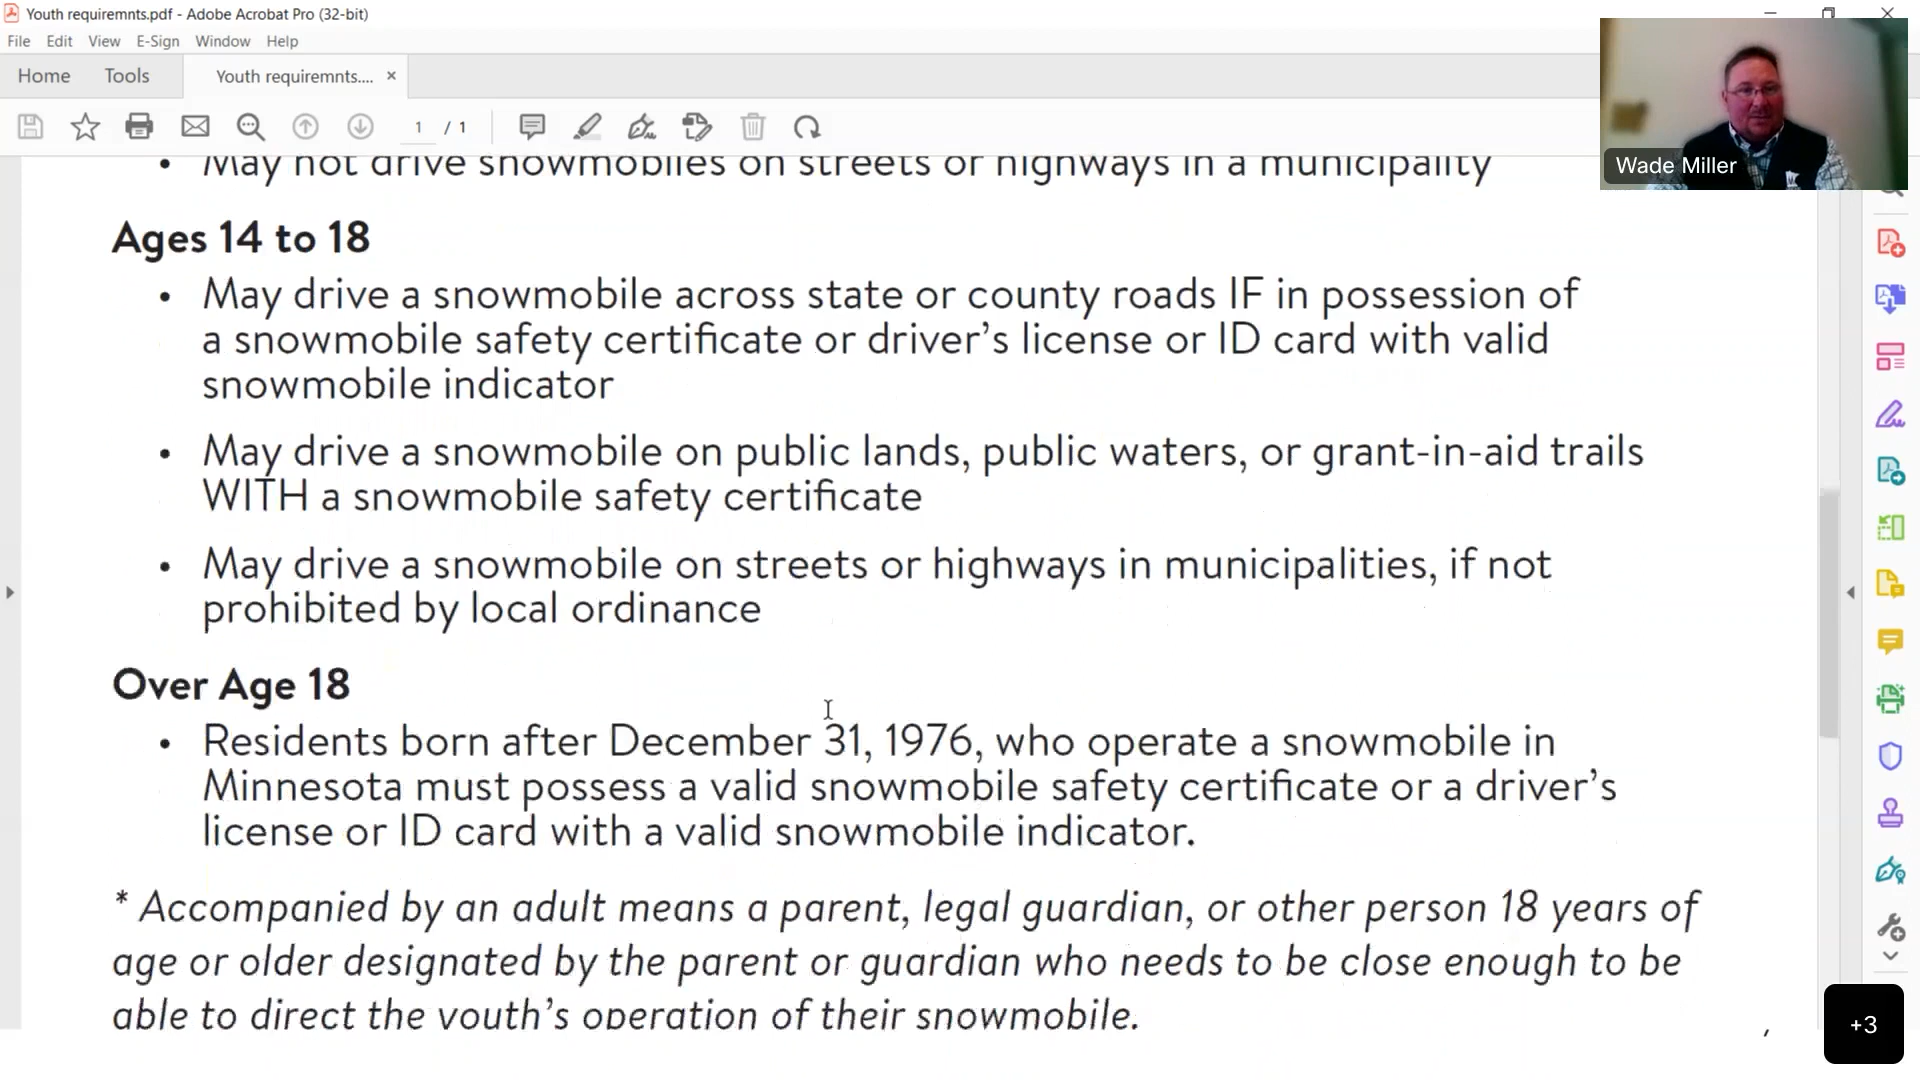 Youth requiremnts.pdf - Adobe Acrobat Pro (32-bit)
File Edit View E-Sign Window Help
Home Tools Youth requiremnts....
1 / 1
Wade Miller
• May not drive snowmobiles on streets or highways in a municipality
Ages 14 to 18
• May drive a snowmobile across state or county roads IF in possession of
a snowmobile safety certificate or driver’s license or ID card with valid
snowmobile indicator
• May drive a snowmobile on public lands, public waters, or grant-in-aid trails
WITH a snowmobile safety certificate
• May drive a snowmobile on streets or highways in municipalities, if not
prohibited by local ordinance
Over Age 18
• Residents born after December 31, 1976, who operate a snowmobile in
Minnesota must possess a valid snowmobile safety certificate or a driver’s
license or ID card with a valid snowmobile indicator.
* Accompanied by an adult means a parent, legal guardian, or other person 18 years of
age or older designated by the parent or guardian who needs to be close enough to be
able to direct the youth’s operation of their snowmobile.
+3